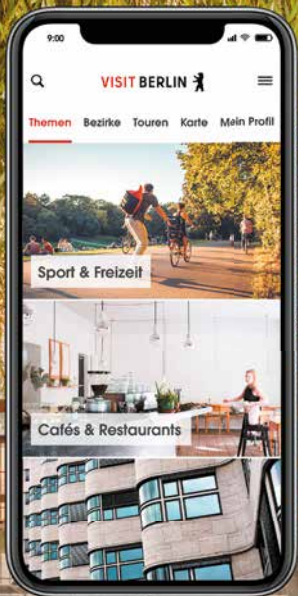 9:00
VISIT BERLIN
Themen Bezirke Touren Karte Mein Profil
Sport & Freizeit
Cafés & Restaurants